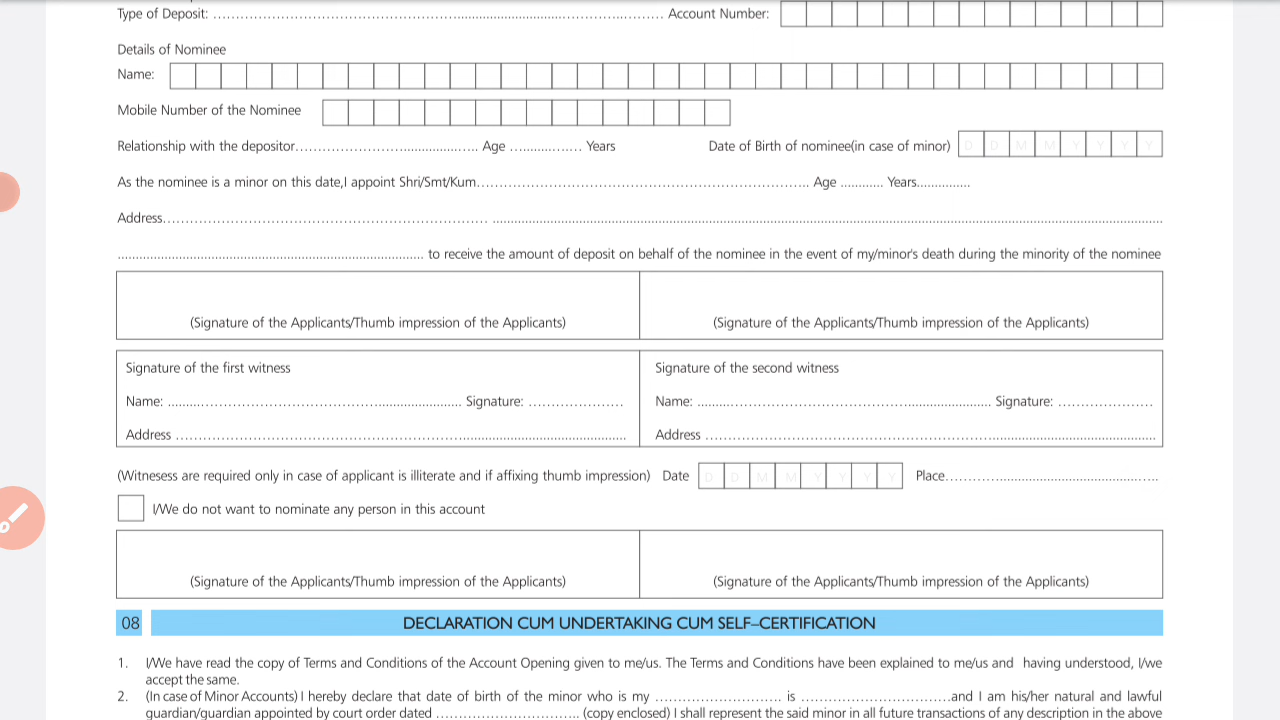 Type of Deposit: .................................................................................................. Account Number:
Details of Nominee
Name:
Mobile Number of the Nominee
Relationship with the depositor................................................. Age .................. Years Date of Birth of nominee(in case of minor) D D M M Y Y Y Y
As the nominee is a minor on this date,I appoint Shri/Smt/Kum.................................................................................... Age ............ Years...............
Address....................................................................................................................................................................................
..................................................................................... to receive the amount of deposit on behalf of the nominee in the event of my/minor's death during the minority of the nominee
(Signature of the Applicants/Thumb impression of the Applicants) (Signature of the Applicants/Thumb impression of the Applicants)
Signature of the first witness Signature of the second witness
Name: ................................................................................ Signature: ..................... Name: ................................................................................ Signature: .....................
Address ............................................................................................................. Address .............................................................................................................
(Witnesess are required only in case of applicant is illiterate and if affixing thumb impression) Date D D M M Y Y Y Y Place...........................................................
I/We do not want to nominate any person in this account
(Signature of the Applicants/Thumb impression of the Applicants) (Signature of the Applicants/Thumb impression of the Applicants)
08 DECLARATION CUM UNDERTAKING CUM SELF–CERTIFICATION
1. I/We have read the copy of Terms and Conditions of the Account Opening given to me/us. The Terms and Conditions have been explained to me/us and having understood, I/we
accept the same.
2. (In case of Minor Accounts) I hereby declare that date of birth of the minor who is my ............................ is .................................and I am his/her natural and lawful
guardian/guardian appointed by court order dated ............................... (copy enclosed) I shall represent the said minor in all future transactions of any description in the above